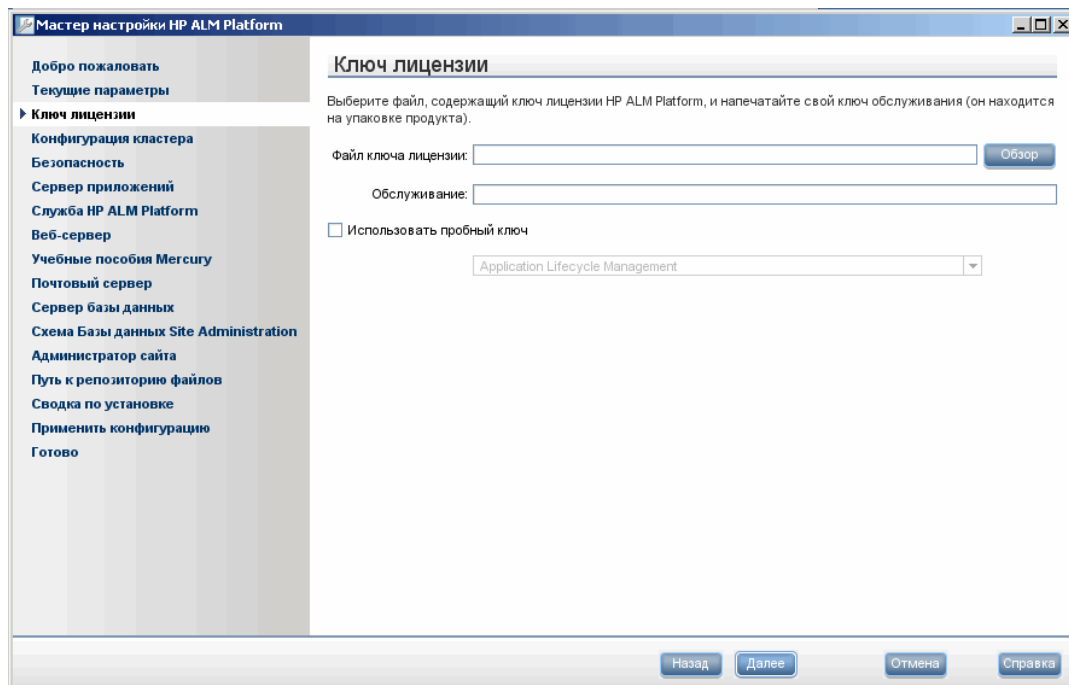 Мастер настройки HP ALM Platform
Добро пожаловать
Текущие параметры
Ключ лицензии
Конфигурация кластера
Безопасность
Сервер приложений
Служба HP ALM Platform
Веб-сервер
Учебные пособия Mercury
Почтовый сервер
Сервер базы данных
Схема Базы данных Site Administration
Администратор сайта
Путь к репозиторию файлов
Сводка по установке
Применить конфигурацию
Готово
Ключ лицензии
Выберите файл, содержащий ключ лицензии HP ALM Platform, и напечатайте свой ключ обслуживания (он находится
на упаковке продукта).
Файл ключа лицензии: Обзор
Обслуживание:
Использовать пробный ключ
Application Lifecycle Management
Назад Далее Отмена Справка